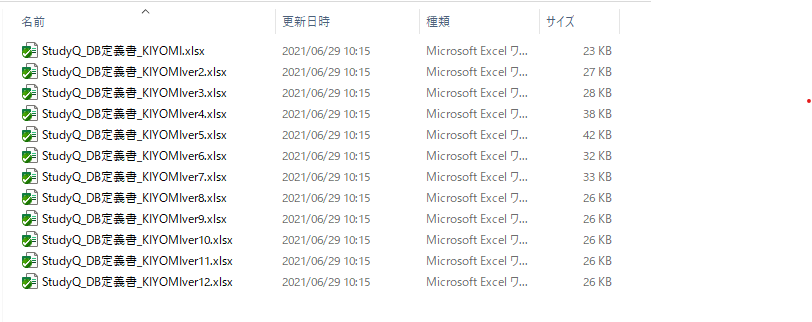 名前 更新日時 種類 サイズ
StudyQ_DB定義書_KIYOMI.xlsx 2021/06/29 10:15 Microsoft Excel ワ... 23 KB
StudyQ_DB定義書_KIYOMIver2.xlsx 2021/06/29 10:15 Microsoft Excel ワ... 27 KB
StudyQ_DB定義書_KIYOMIver3.xlsx 2021/06/29 10:15 Microsoft Excel ワ... 28 KB
StudyQ_DB定義書_KIYOMIver4.xlsx 2021/06/29 10:15 Microsoft Excel ワ... 38 KB
StudyQ_DB定義書_KIYOMIver5.xlsx 2021/06/29 10:15 Microsoft Excel ワ... 42 KB
StudyQ_DB定義書_KIYOMIver6.xlsx 2021/06/29 10:15 Microsoft Excel ワ... 32 KB
StudyQ_DB定義書_KIYOMIver7.xlsx 2021/06/29 10:15 Microsoft Excel ワ... 33 KB
StudyQ_DB定義書_KIYOMIver8.xlsx 2021/06/29 10:15 Microsoft Excel ワ... 26 KB
StudyQ_DB定義書_KIYOMIver9.xlsx 2021/06/29 10:15 Microsoft Excel ワ... 26 KB
StudyQ_DB定義書_KIYOMIver10.xlsx 2021/06/29 10:15 Microsoft Excel ワ... 26 KB
StudyQ_DB定義書_KIYOMIver11.xlsx 2021/06/29 10:15 Microsoft Excel ワ... 26 KB
StudyQ_DB定義書_KIYOMIver12.xlsx 2021/06/29 10:15 Microsoft Excel ワ... 26 KB